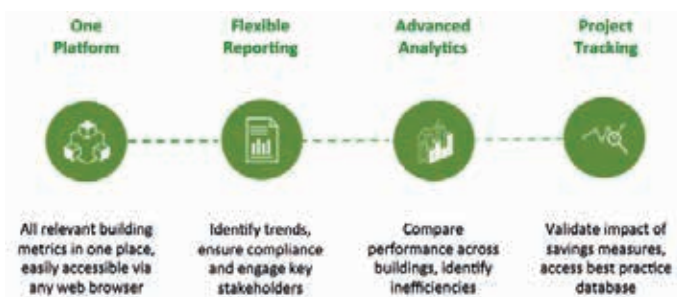 One
Platform
Flexible
Reporting
Advanced
Analytics
Project
Tracking
All relevant building
metrics in one place,
easily accessible via
any web browser
Identify trends,
ensure compliance
and engage key
stakeholders
Compare
performance across
buildings, identify
inefficiencies
Validate impact of
savings measures,
access best practice
database